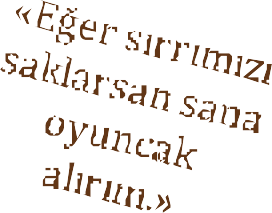 «Eğer sırrımızı
saklarsan sana
oyuncak
alırım.»